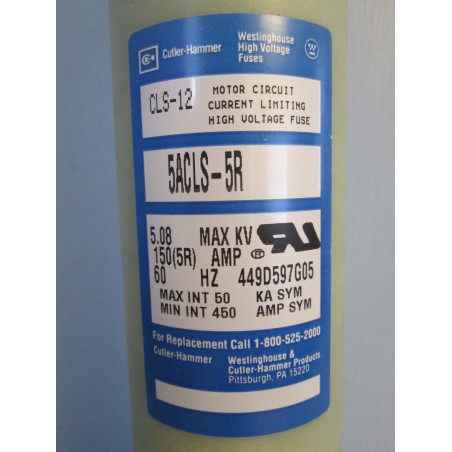 Cutler-Hammer
Westinghouse
High Voltage
Fuses
CLS-12
MOTOR CIRCUIT
CURRENT LIMITING
HIGH VOLTAGE FUSE
5ACLS-5R
5.08 MAX KV
150(5R) AMP ®
60 HZ 449D597G05
MAX INT 50 KA SYM
MIN INT 450 AMP SYM
For Replacement Call 1-800-525-2000
Cutler-Hammer
Westinghouse &
Cutler-Hammer Products
Pittsburgh, PA 15220